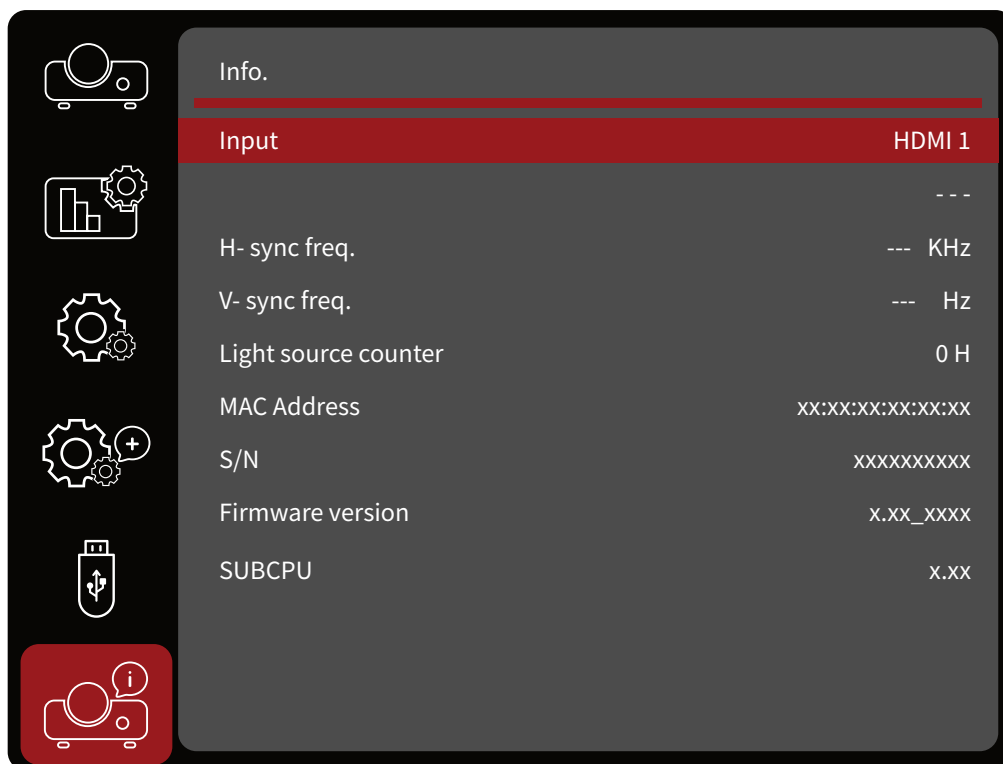 Info.
Input HDMI 1
- - -
H- sync freq. --- KHz
V- sync freq. --- Hz
Light source counter 0 H
MAC Address xx:xx:xx:xx:xx:xx
S/N xxxxxxxxxx
Firmware version x.xx_xxxx
SUBCPU x.xx